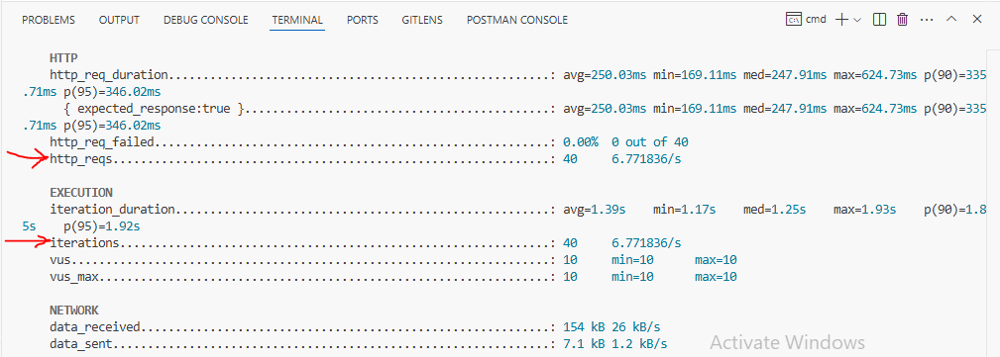 PROBLEMS OUTPUT DEBUG CONSOLE TERMINAL PORTS GITLENS POSTMAN CONSOLE cmd
HTTP
http_req_duration.......................................................: avg=250.03ms min=169.11ms med=247.91ms max=624.73ms p(90)=335
.71ms p(95)=346.02ms
{ expected_response:true }............................................: avg=250.03ms min=169.11ms med=247.91ms max=624.73ms p(90)=335
.71ms p(95)=346.02ms
http_req_failed.........................................................: 0.00% 0 out of 40
http_reqs...............................................................: 40 6.771836/s
EXECUTION
iteration_duration......................................................: avg=1.39s min=1.17s med=1.25s max=1.93s p(90)=1.8
5s p(95)=1.92s
iterations..............................................................: 40 6.771836/s
vus.....................................................................: 10 min=10 max=10
vus_max.................................................................: 10 min=10 max=10
NETWORK
data_received...........................................................: 154 kB 26 kB/s
data_sent...............................................................: 7.1 kB 1.2 kB/s
Activate Windows